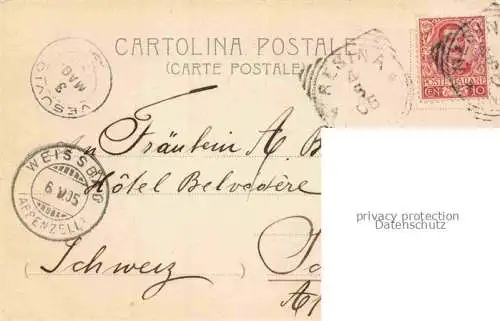 CARTOLINA POSTALE
(CARTE POSTALE)
RESINA
POSTE ITALIANE
CEN. 10
VESUVIO
3
MAG.
WEISSBAD
6 V.05
(APPENZELL)
An
Fräulein A. B
Hôtel Belvedère
Schweiz
privacy protection
Datenschutz